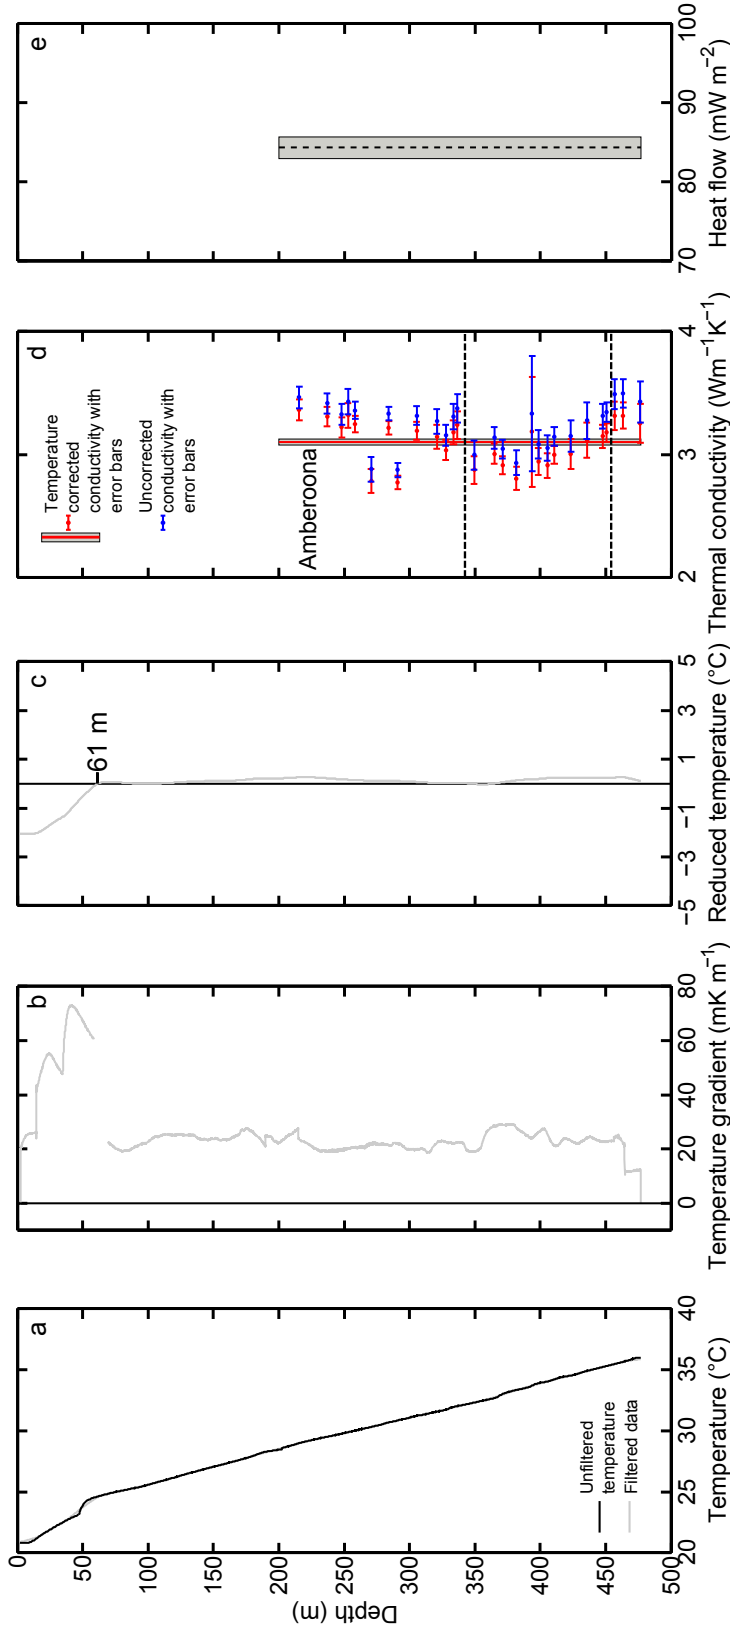 a
Unfiltered
temperature
Filtered data
20
25
30
35
40
Temperature (°C)
0
50
100
150
200
250
300
350
400
450
500
Depth (m)
b
0
20
40
60
80
Temperature gradient (mK m−1)
c
61 m
−5
−3
−1
1
3
5
Reduced temperature (°C)
d
Temperature
corrected
conductivity with
error bars
Uncorrected
conductivity with
error bars
Amberoona
2
3
4
Thermal conductivity (Wm−1K−1)
e
70
80
90
100
Heat flow (mW m−2)